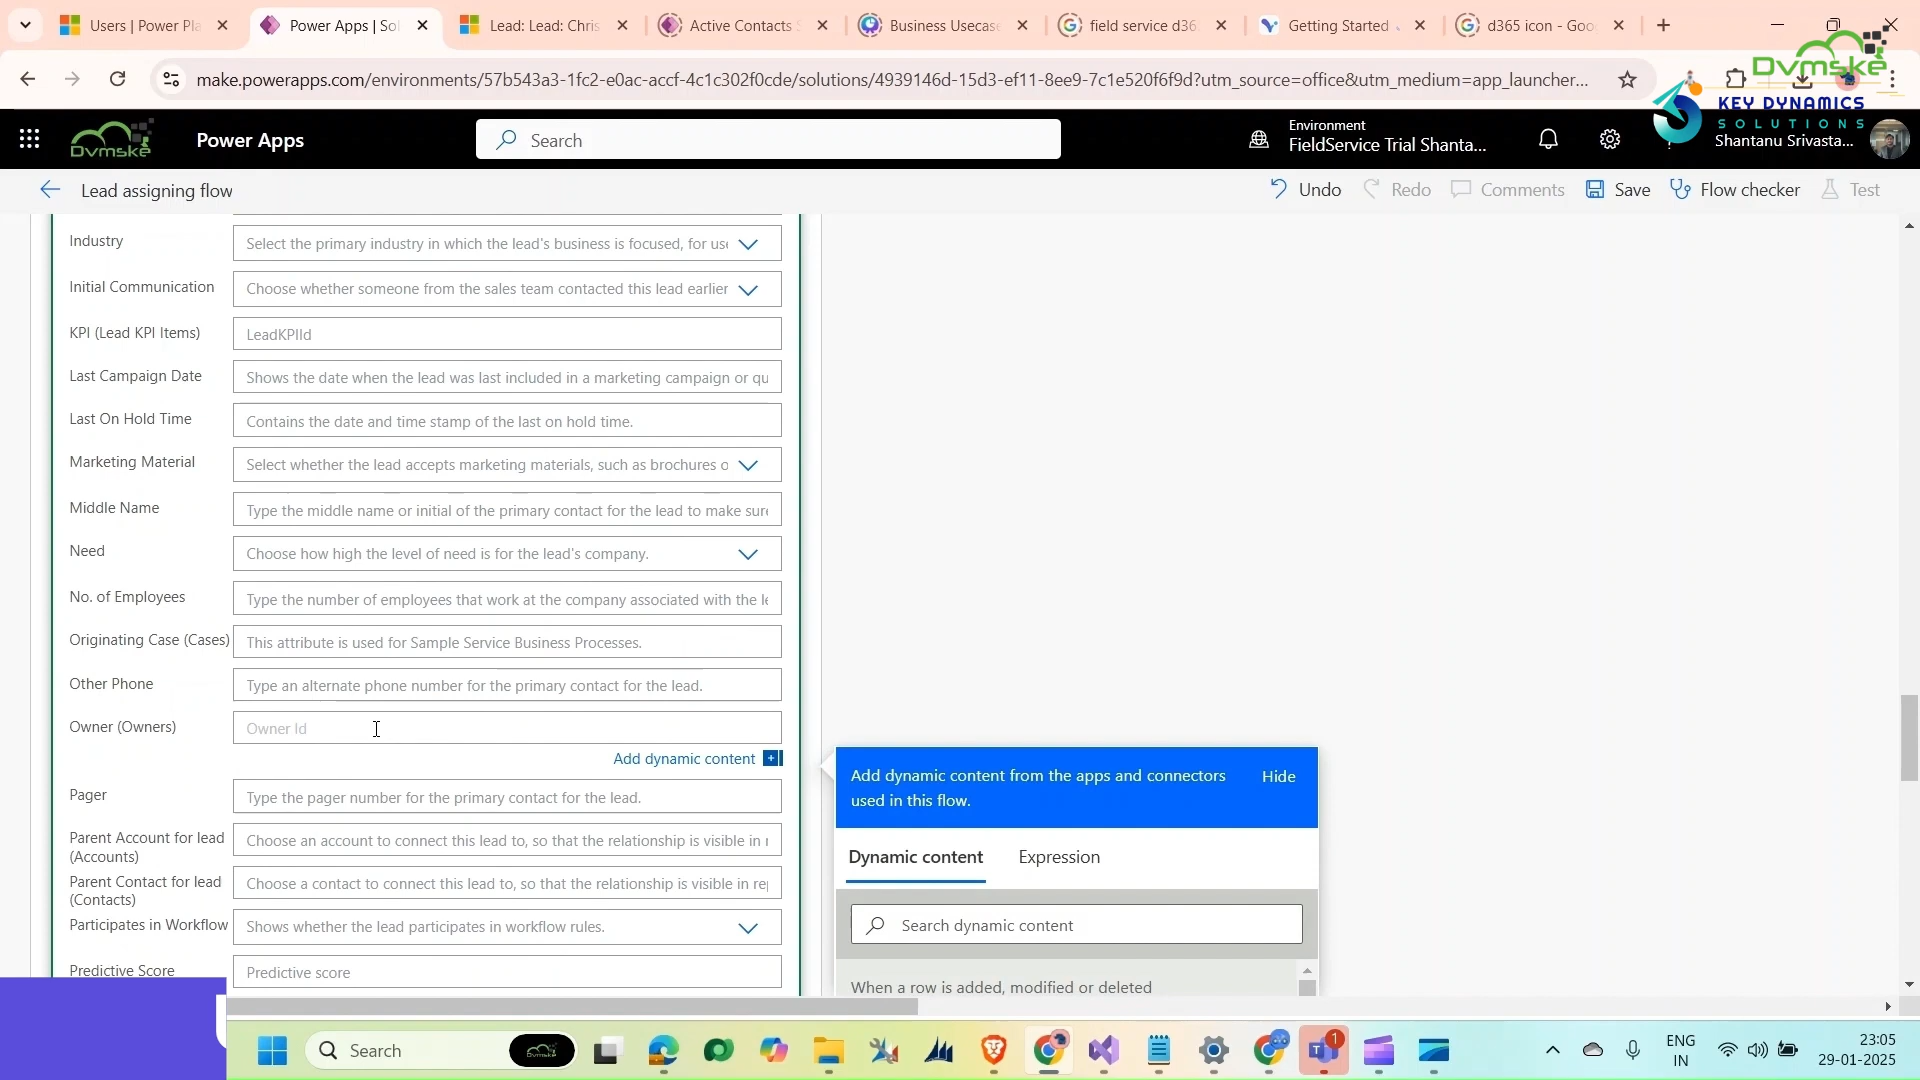 Users | Power Pla
Power Apps | Sol
Lead: Lead: Chris
Active Contacts S
Business Usecase
field service d365
Getting Started
d365 icon - Goo
Dvmske
make.powerapps.com/environments/57b543a3-1fc2-e0ac-accf-4c1c302f0cde/solutions/4939146d-15d3-ef11-8ee9-7c1e520f6f9d?utm_source=office&utm_medium=app_launcher...
KEY DYNAMICS
SOLUTIONS
Dvmske
Power Apps
Search
Environment
FieldService Trial Shanta...
Shantanu Srivasta...
Lead assigning flow
Undo
Redo
Comments
Save
Flow checker
Test
Industry
Select the primary industry in which the lead's business is focused, for use
Initial Communication
Choose whether someone from the sales team contacted this lead earlier
KPI (Lead KPI Items)
LeadKPIId
Last Campaign Date
Shows the date when the lead was last included in a marketing campaign or qu
Last On Hold Time
Contains the date and time stamp of the last on hold time.
Marketing Material
Select whether the lead accepts marketing materials, such as brochures o
Middle Name
Type the middle name or initial of the primary contact for the lead to make sure
Need
Choose how high the level of need is for the lead's company.
No. of Employees
Type the number of employees that work at the company associated with the le
Originating Case (Cases)
This attribute is used for Sample Service Business Processes.
Other Phone
Type an alternate phone number for the primary contact for the lead.
Owner (Owners)
Owner Id
Add dynamic content
Pager
Type the pager number for the primary contact for the lead.
Parent Account for lead
(Accounts)
Choose an account to connect this lead to, so that the relationship is visible in r
Parent Contact for lead
(Contacts)
Choose a contact to connect this lead to, so that the relationship is visible in re
Participates in Workflow
Shows whether the lead participates in workflow rules.
Predictive Score
Predictive score
Add dynamic content from the apps and connectors
used in this flow.
Hide
Dynamic content
Expression
Search dynamic content
When a row is added, modified or deleted
Search
Dvmske
1
ENG
IN
23:05
29-01-2025